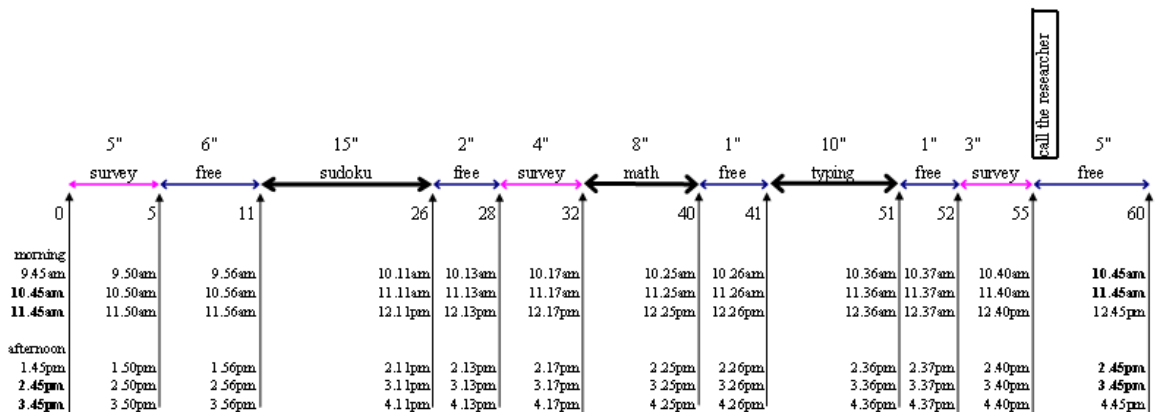 call the researcher
5" 6" 15" 2" 4" 8" 1" 10" 1" 3" 5"
survey free sudoku free survey math free typing free survey free
0 5 11 26 28 32 40 41 51 52 55 60
morning
9.45am 9.50am 9.56am 10.11am 10.13am 10.17am 10.25am 10.26am 10.36am 10.37am 10.40am 10.45am
10.45am 10.50am 10.56am 11.11am 11.13am 11.17am 11.25am 11.26am 11.36am 11.37am 11.40am 11.45am
11.45am 11.50am 11.56am 12.11pm 12.13pm 12.17pm 12.25pm 12.26pm 12.36am 12.37am 12.40pm 12.45pm
afternoon
1.45pm 1.50pm 1.56pm 2.11pm 2.13pm 2.17pm 2.25pm 2.26pm 2.36pm 2.37pm 2.40pm 2.45pm
2.45pm 2.50pm 2.56pm 3.11pm 3.13pm 3.17pm 3.25pm 3.26pm 3.36pm 3.37pm 3.40pm 3.45pm
3.45pm 3.50pm 3.56pm 4.11pm 4.13pm 4.17pm 4.25pm 4.26pm 4.36pm 4.37pm 4.40pm 4.45pm